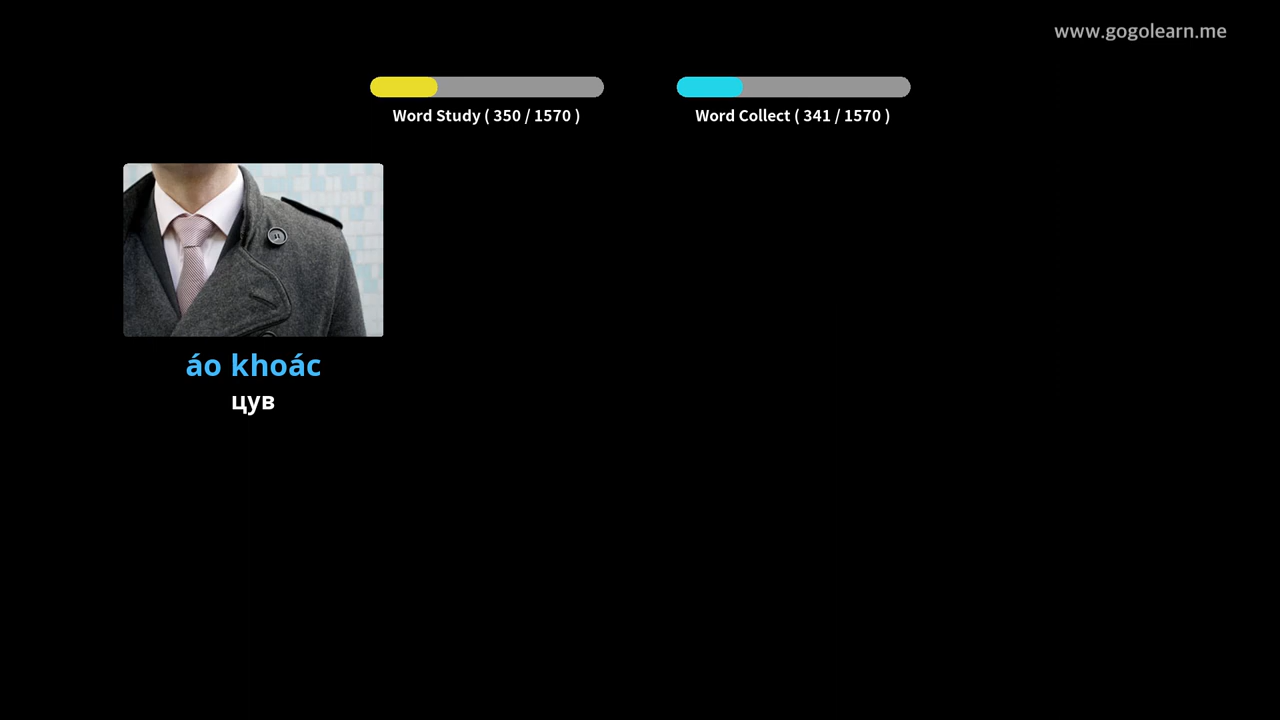 www.gogolearn.me
Word Study ( 350 / 1570 )
Word Collect ( 341 / 1570 )
áo khoác
цув